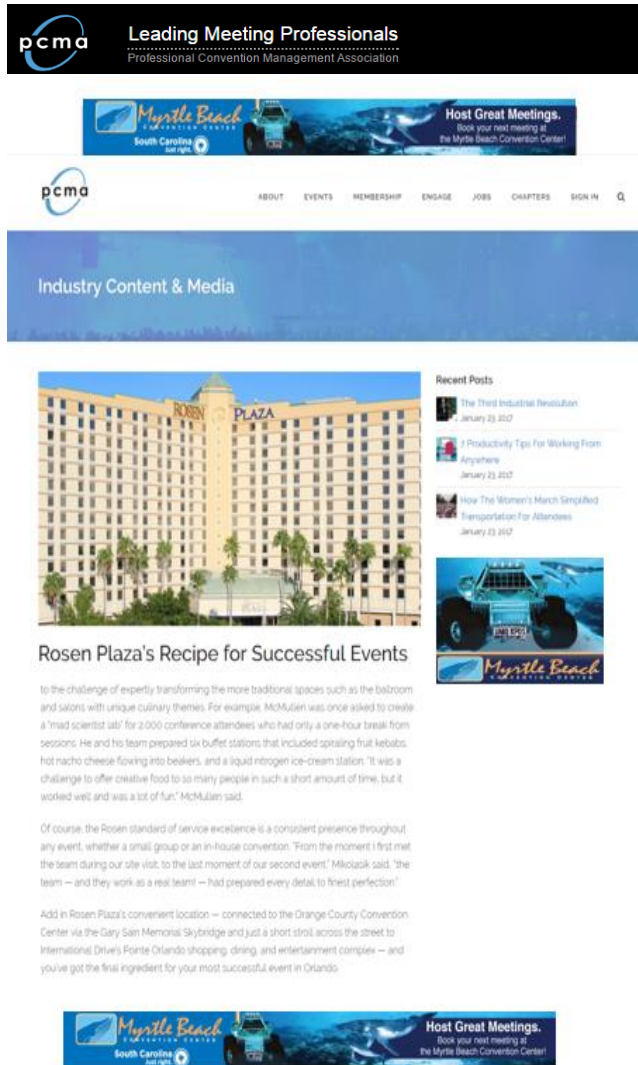 pcma
Leading Meeting Professionals
Professional Convention Management Association
Myrtle Beach
CONVENTION CENTER
South Carolina
Just right.
Host Great Meetings.
Book your next meeting at
the Myrtle Beach Convention Center!
pcma
ABOUT EVENTS MEMBERSHIP ENGAGE JOBS CHAPTERS SIGN IN
Industry Content & Media
ROSEN PLAZA
Recent Posts
The Third Industrial Revolution
January 23, 2017
7 Productivity Tips For Working From
Anywhere
January 23, 2017
How The Women's March Simplified
Transportation For Attendees
January 23, 2017
Myrtle Beach
CONVENTION CENTER
Rosen Plaza's Recipe for Successful Events
to the challenge of expertly transforming the more traditional spaces such as the ballroom
and salons with unique culinary themes. For example, McMullen was once asked to create
a "mad scientist lab" for 2,000 conference attendees who had only a one-hour break from
sessions. He and his team prepared six buffet stations that included spiraling fruit kebabs,
hot nacho cheese flowing into beakers, and a liquid nitrogen ice-cream station. "It was a
challenge to offer creative food to so many people in such a short amount of time, but it
worked well and was a lot of fun," McMullen said.
Of course, the Rosen standard of service excellence is a consistent presence throughout
any event, whether a small group or an in-house convention. "From the moment I first met
the team during our site visit, to the last moment of our second event," Mikolasik said, "the
team — and they work as a real team! — had prepared every detail to finest perfection."
Add in Rosen Plaza's convenient location — connected to the Orange County Convention
Center via the Gary Sain Memorial Skybridge and just a short stroll across the street to
International Drive's Pointe Orlando shopping, dining, and entertainment complex — and
you've got the final ingredient for your most successful event in Orlando.
Myrtle Beach
CONVENTION CENTER
South Carolina
Just right.
Host Great Meetings.
Book your next meeting at
the Myrtle Beach Convention Center!